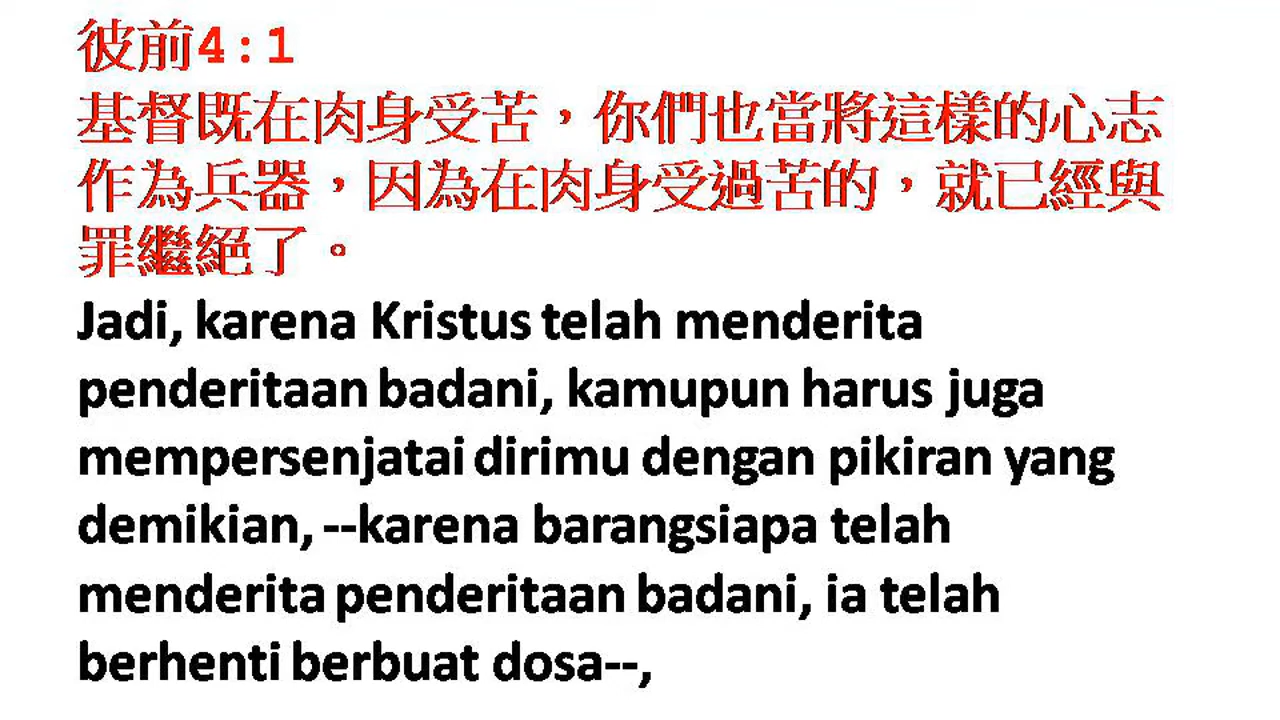 彼前4:1
基督既在肉身受苦，你們也當將這樣的心志
作為兵器，因為在肉身受過苦的，就已經與
罪繼絕了。
Jadi, karena Kristus telah menderita
penderitaan badani, kamupun harus juga
mempersenjatai dirimu dengan pikiran yang
demikian, --karena barangsiapa telah
menderita penderitaan badani, ia telah
berhenti berbuat dosa--,